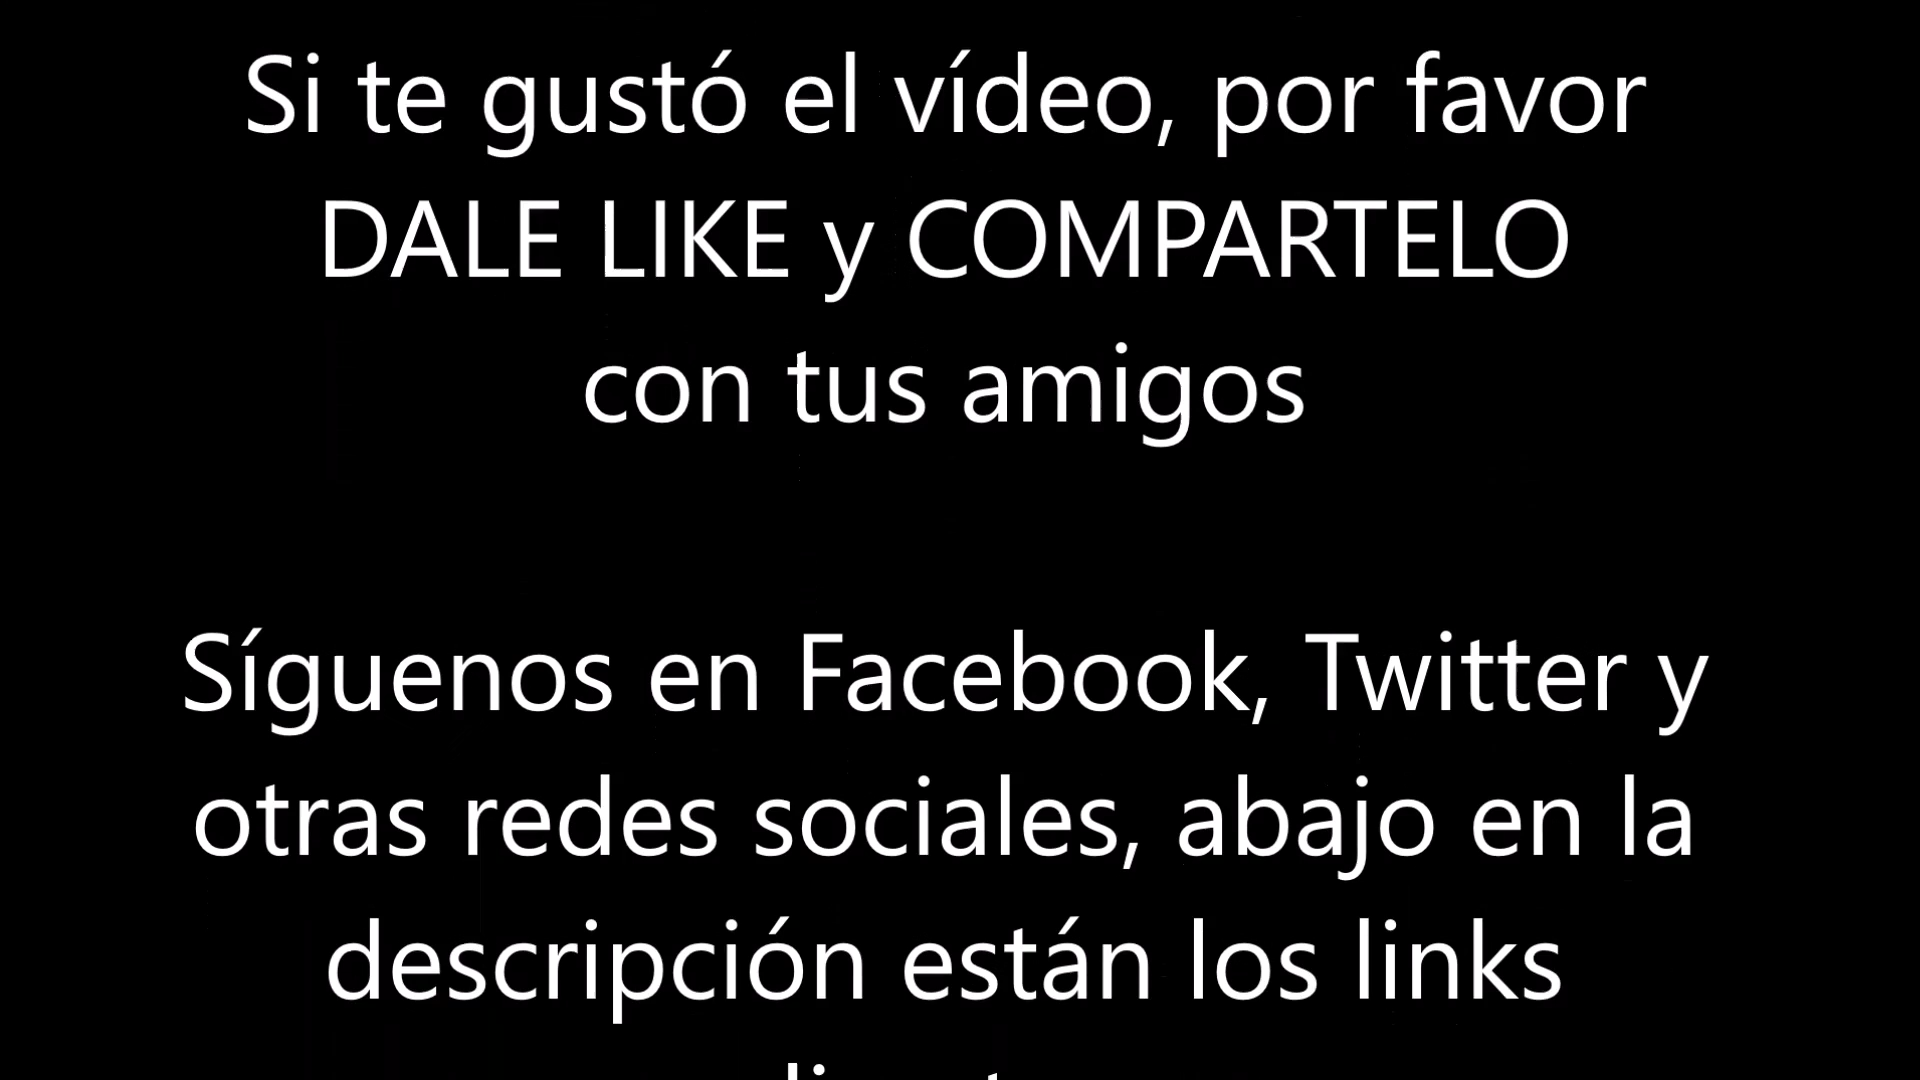 Si te gustó el vídeo, por favor
DALE LIKE y COMPARTELO
con tus amigos
Síguenos en Facebook, Twitter y
otras redes sociales, abajo en la
descripción están los links